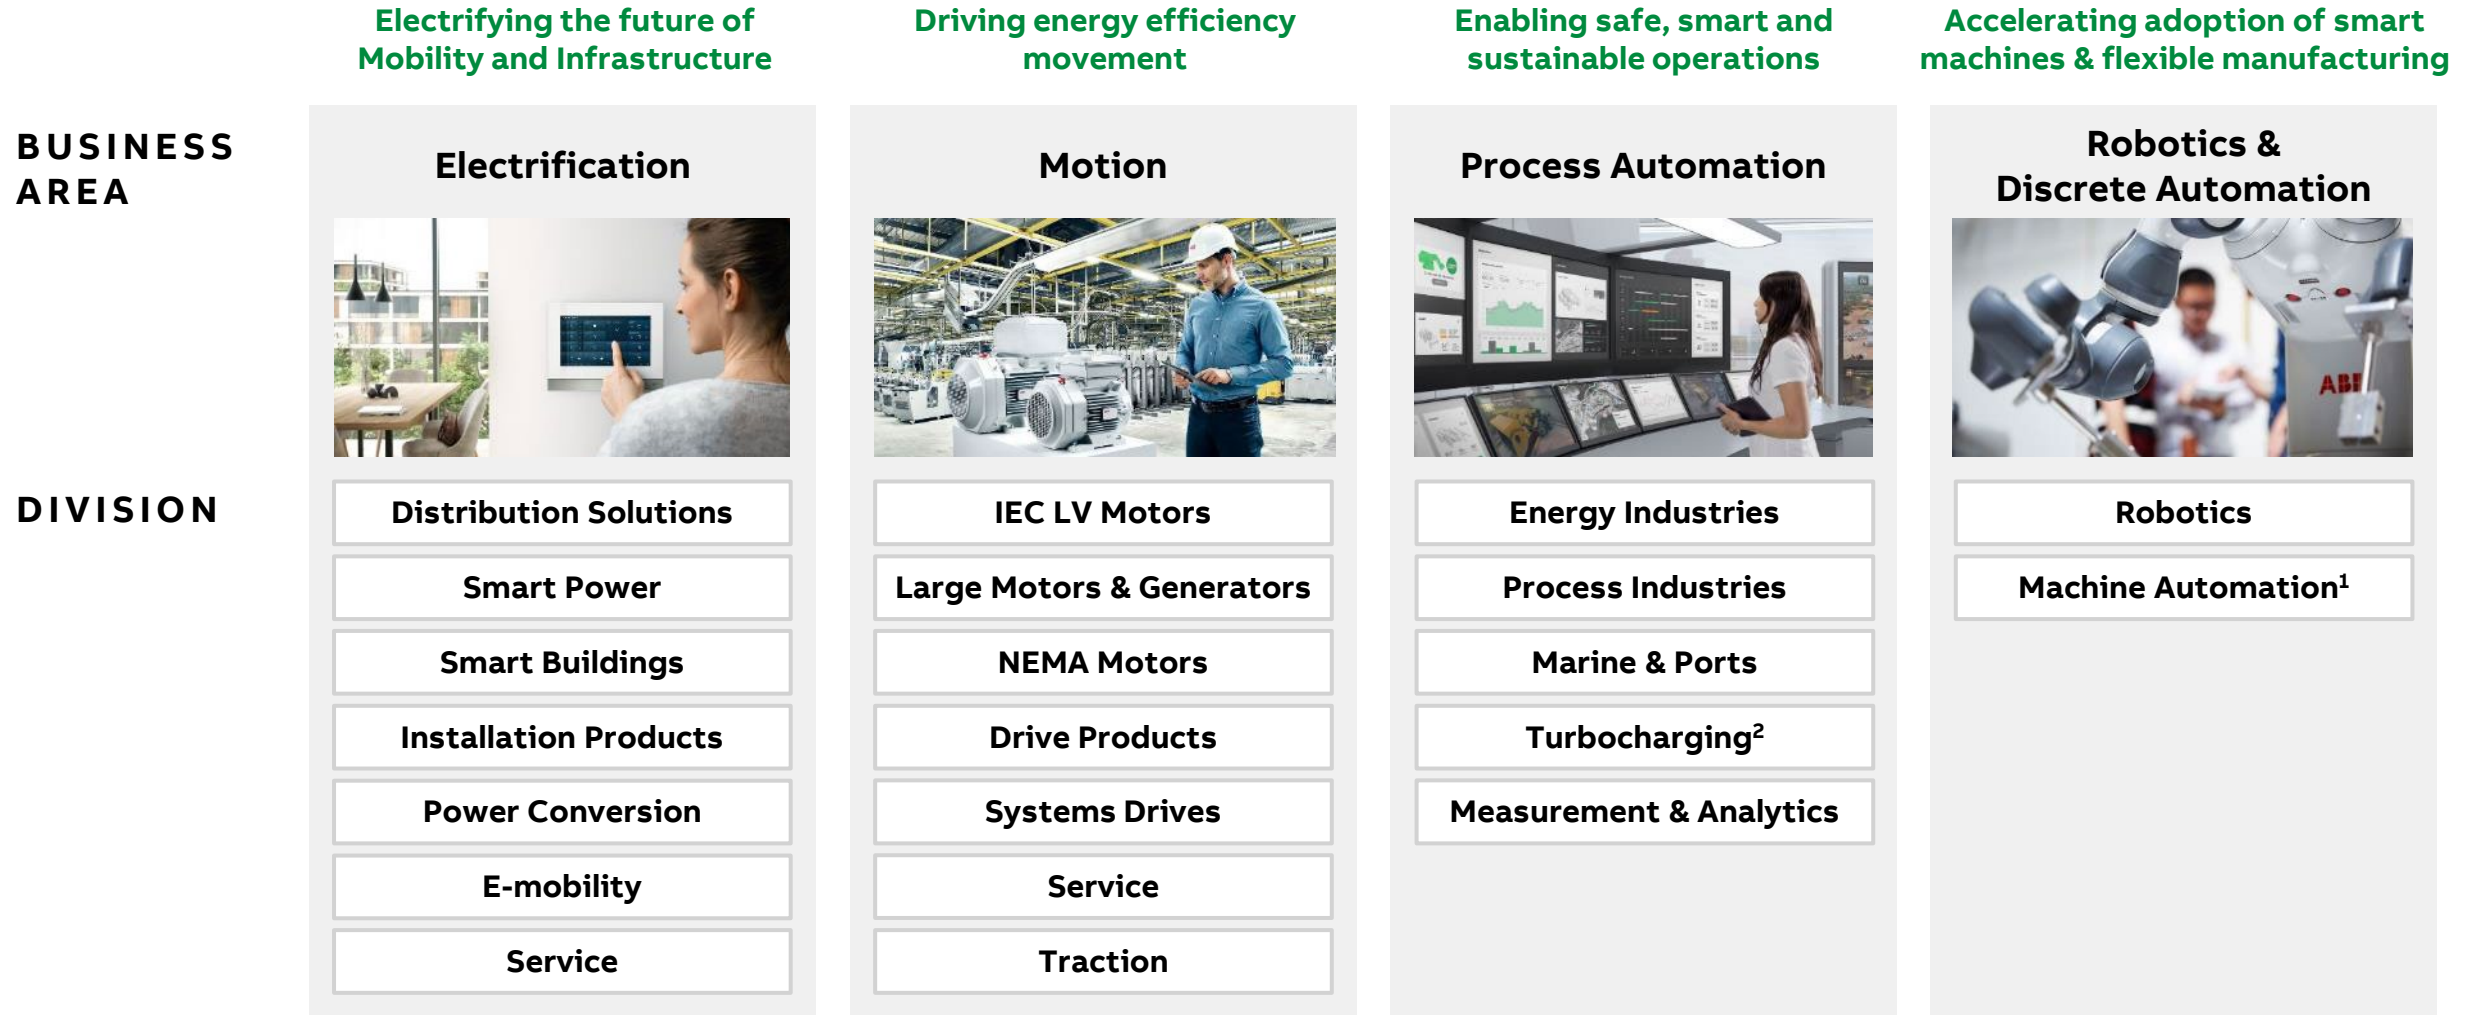 Electrifying the future of
Mobility and Infrastructure
Driving energy efficiency
movement
Enabling safe, smart and
sustainable operations
Accelerating adoption of smart
machines & flexible manufacturing
BUSINESS
AREA
Electrification
Motion
Process Automation
Robotics &
Discrete Automation
ABB
DIVISION
Distribution Solutions
Smart Power
Smart Buildings
Installation Products
Power Conversion
E-mobility
Service
IEC LV Motors
Large Motors & Generators
NEMA Motors
Drive Products
Systems Drives
Service
Traction
Energy Industries
Process Industries
Marine & Ports
Turbocharging²
Measurement & Analytics
Robotics
Machine Automation¹